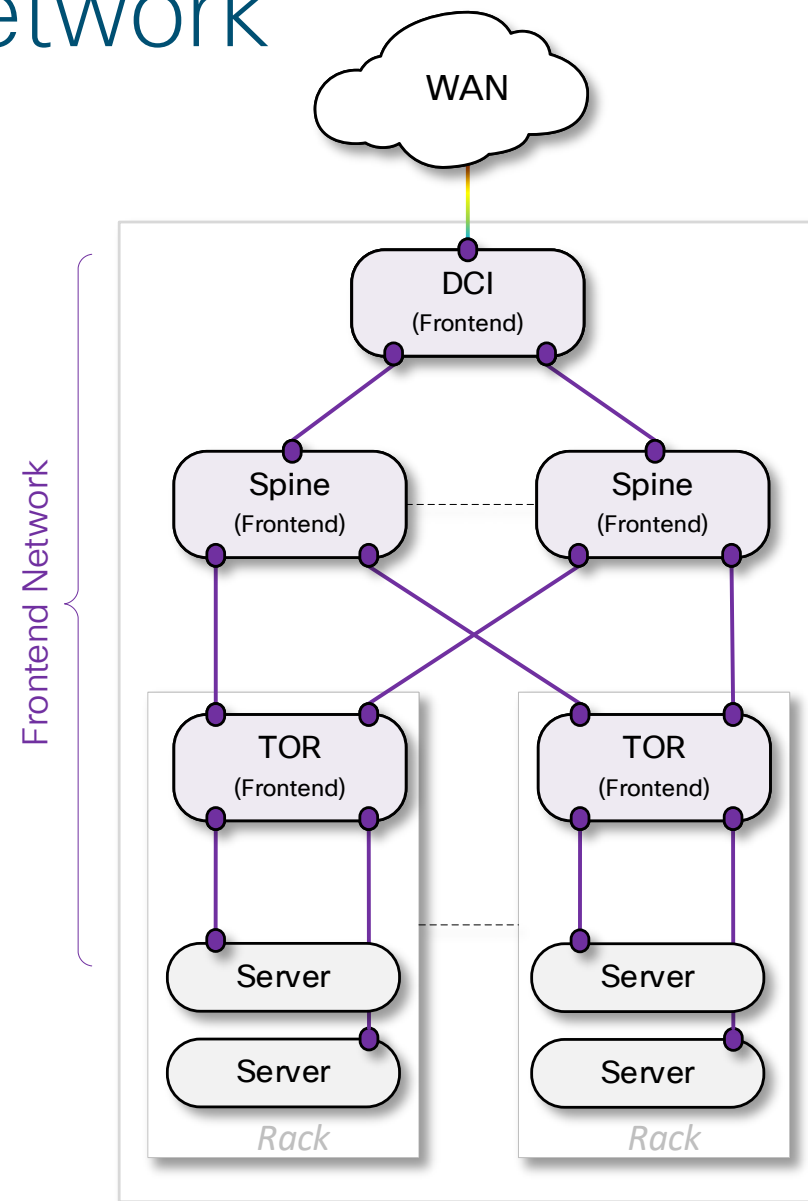 etwork
WAN
DCI
(Frontend)
Frontend Network
Spine
(Frontend)
Spine
(Frontend)
TOR
(Frontend)
TOR
(Frontend)
Server
Server
Server
Server
Rack
Rack